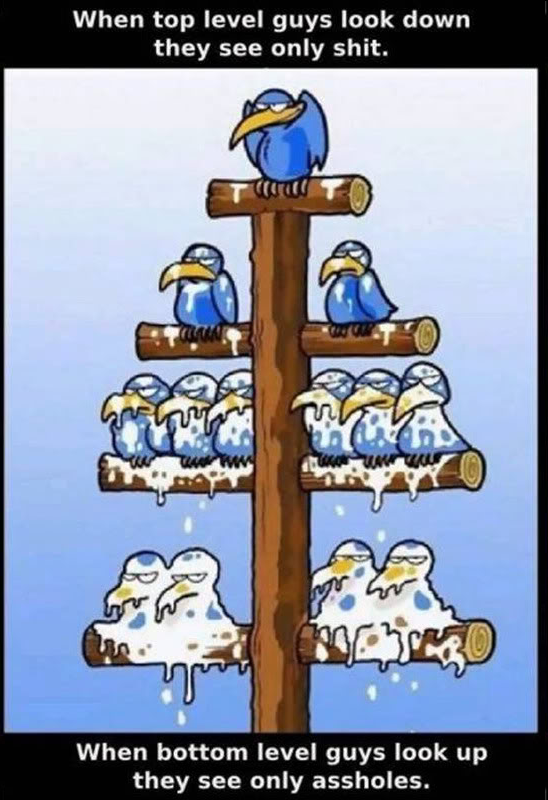 When top level guys look down
they see only shit.
When bottom level guys look up
they see only assholes.